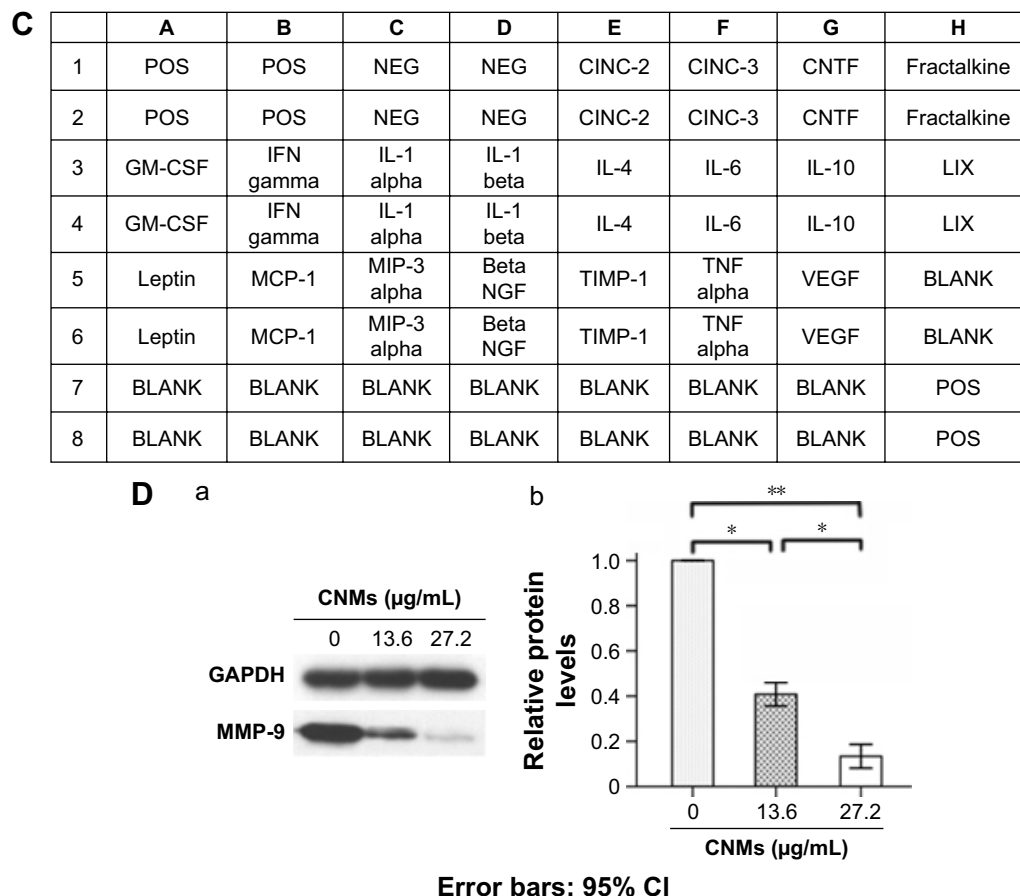 C
A B C D E F G H
1 POS POS NEG NEG CINC-2 CINC-3 CNTF Fractalkine
2 POS POS NEG NEG CINC-2 CINC-3 CNTF Fractalkine
3 GM-CSF IFN gamma IL-1 alpha IL-1 beta IL-4 IL-6 IL-10 LIX
4 GM-CSF IFN gamma IL-1 alpha IL-1 beta IL-4 IL-6 IL-10 LIX
5 Leptin MCP-1 MIP-3 alpha Beta NGF TIMP-1 TNF alpha VEGF BLANK
6 Leptin MCP-1 MIP-3 alpha Beta NGF TIMP-1 TNF alpha VEGF BLANK
7 BLANK BLANK BLANK BLANK BLANK BLANK BLANK POS
8 BLANK BLANK BLANK BLANK BLANK BLANK BLANK POS
D a
CNMs (µg/mL)
0 13.6 27.2
GAPDH
MMP-9
b
**
* *
Relative protein
levels
1.0
0.8
0.6
0.4
0.2
0
0 13.6 27.2
CNMs (µg/mL)
Error bars: 95% CI